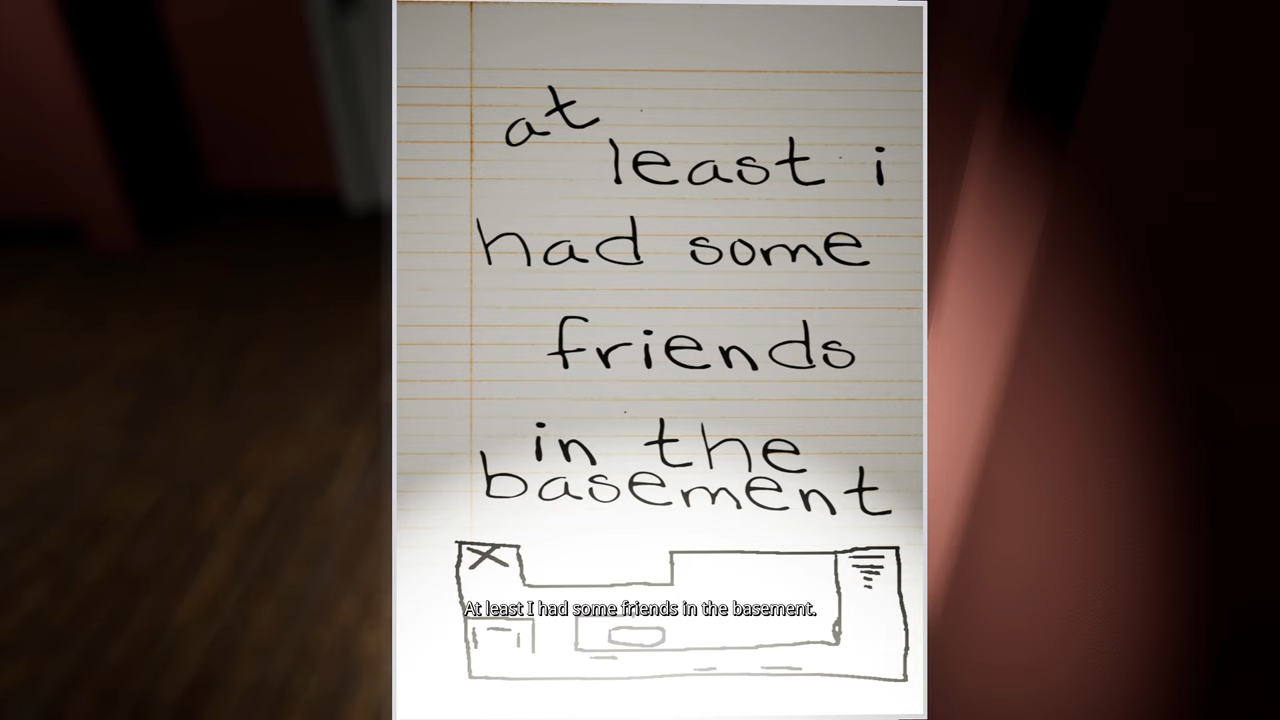 at
least i
had some
friends
in the
basement
At least I had some friends in the basement.